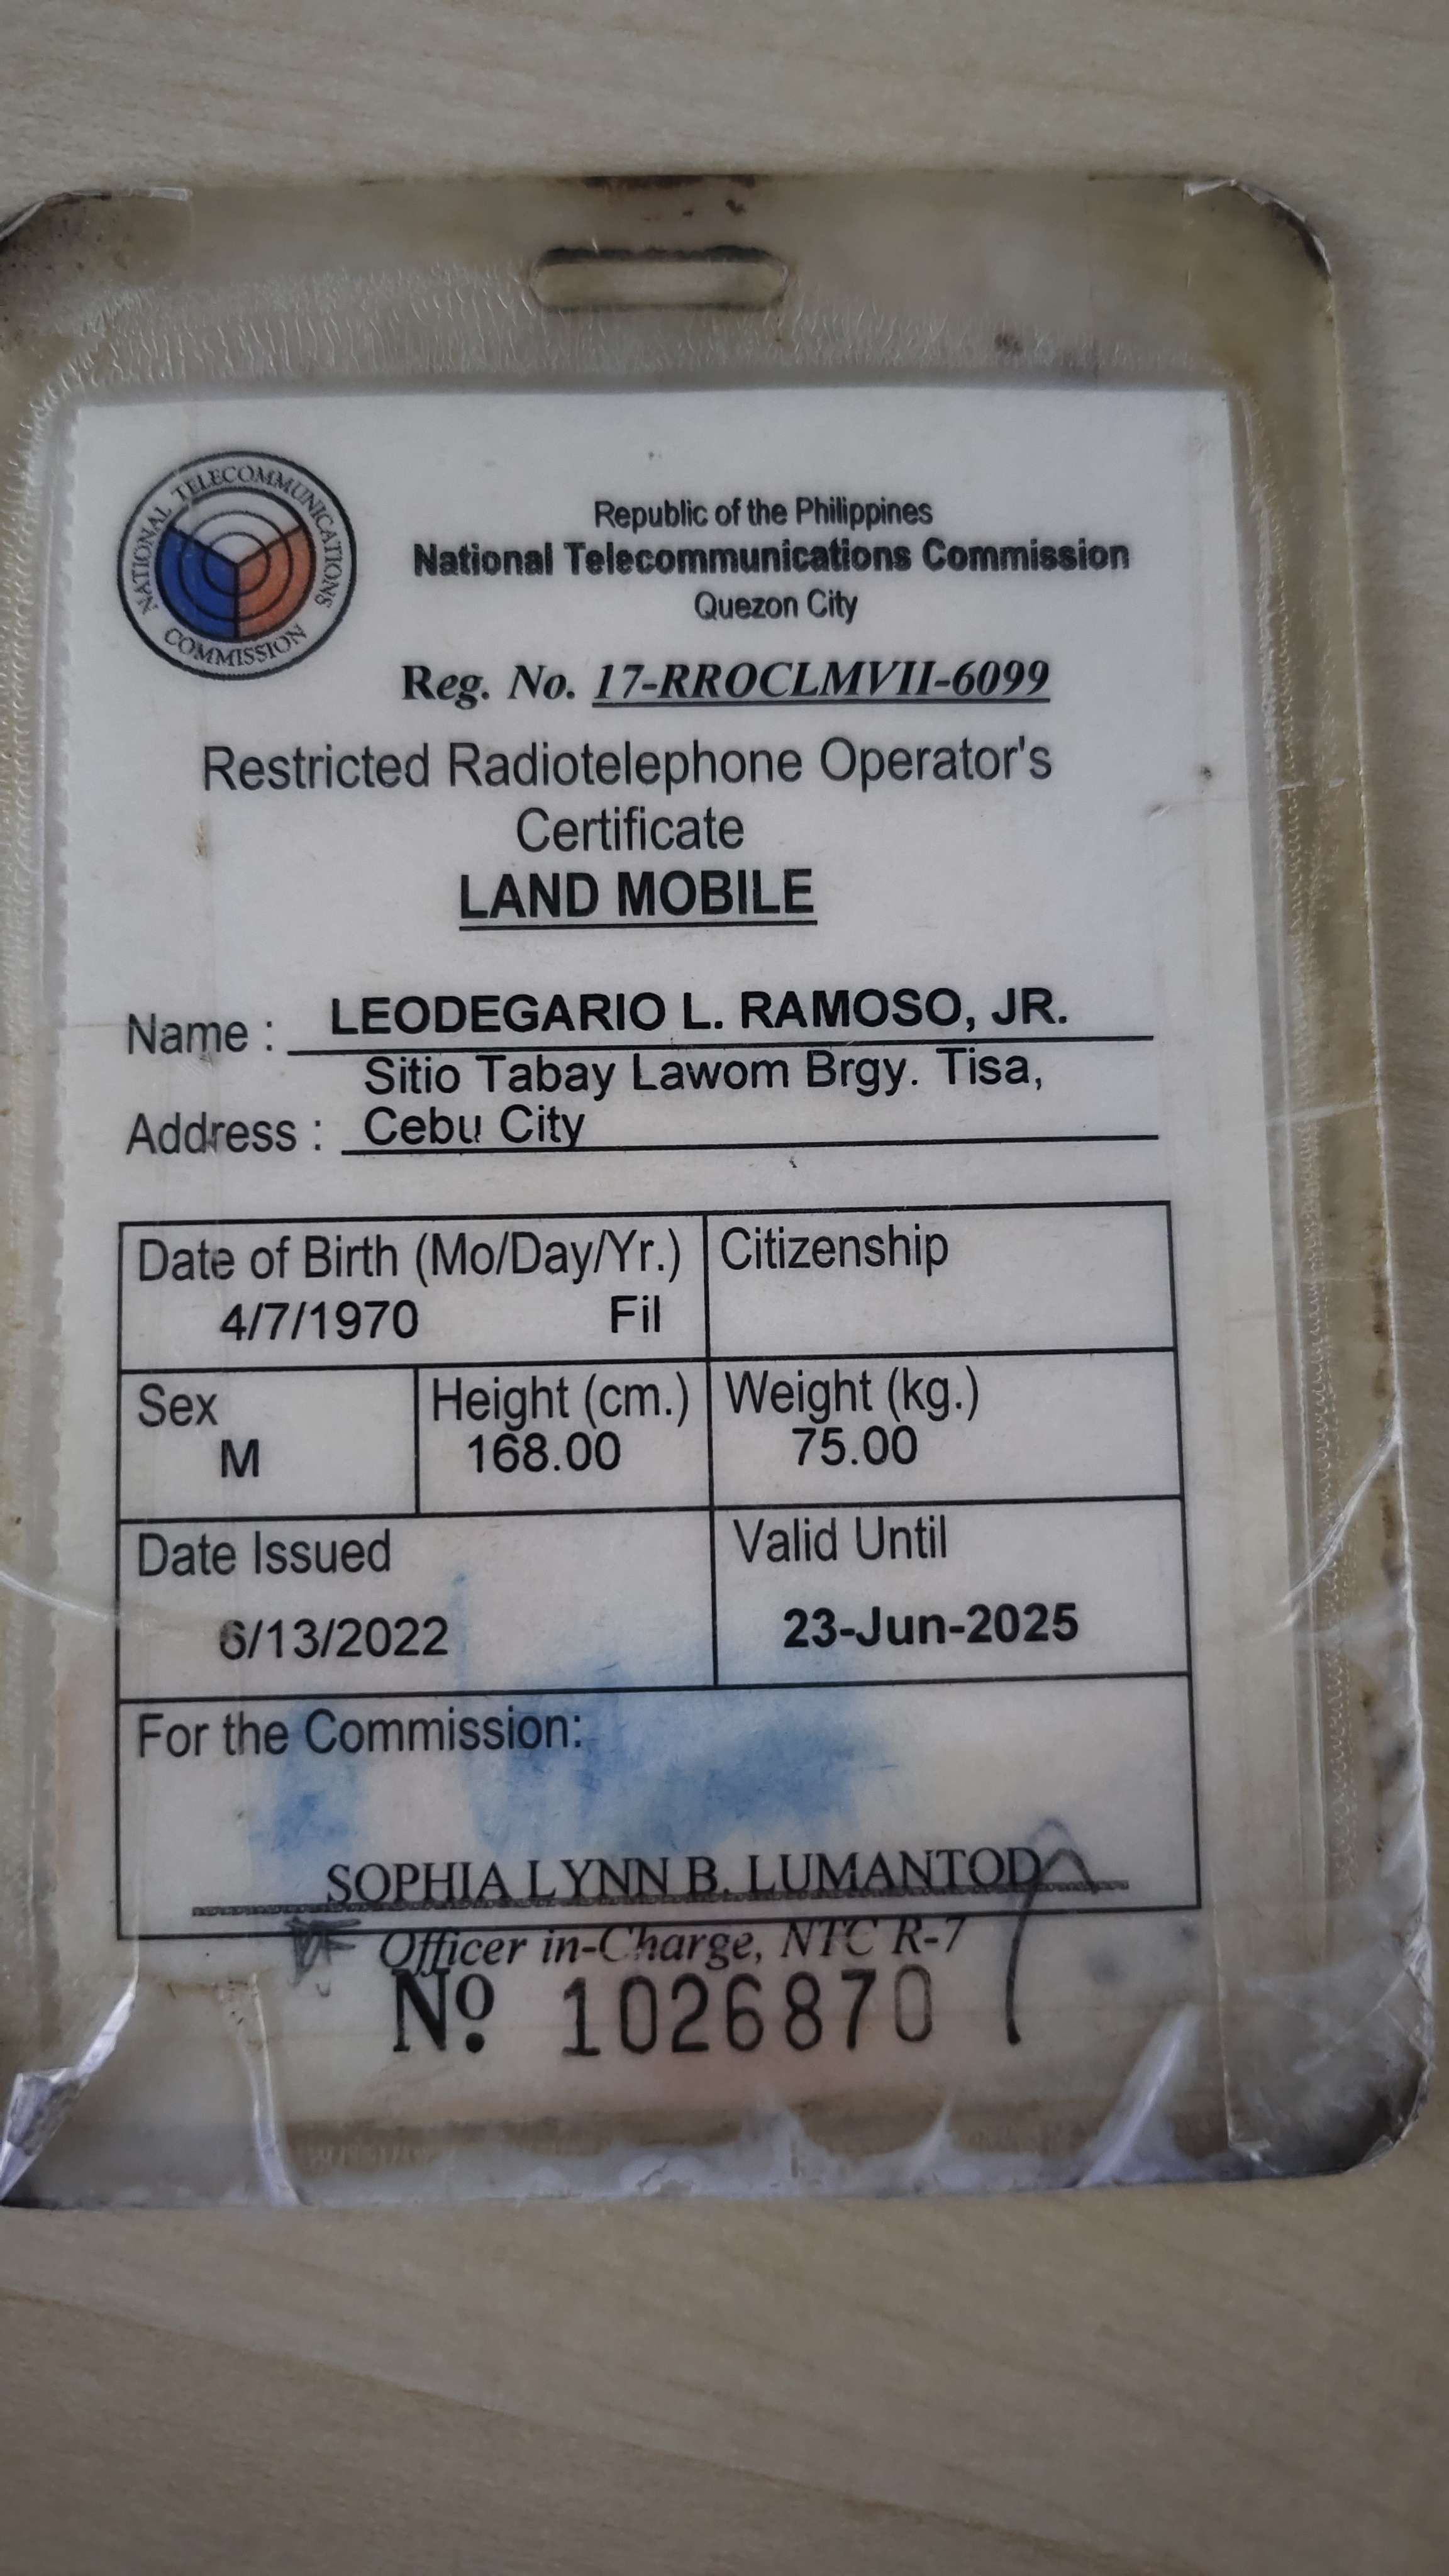 NATIONAL TELECOMMUNICATIONS COMMISSION
Republic of the Philippines
National Telecommunications Commission
Quezon City
Reg. No. 17-RROCLMVII-6099
Restricted Radiotelephone Operator's
Certificate
LAND MOBILE
Name : LEODEGARIO L. RAMOSO, JR.
Sitio Tabay Lawom Brgy. Tisa,
Address : Cebu City
Date of Birth (Mo/Day/Yr.) Citizenship
4/7/1970 Fil
Sex Height (cm.) Weight (kg.)
M 168.00 75.00
Date Issued Valid Until
6/13/2022 23-Jun-2025
For the Commission:
SOPHIA LYNN B. LUMANTOD
Officer in-Charge, NTC R-7
Nº 1026870